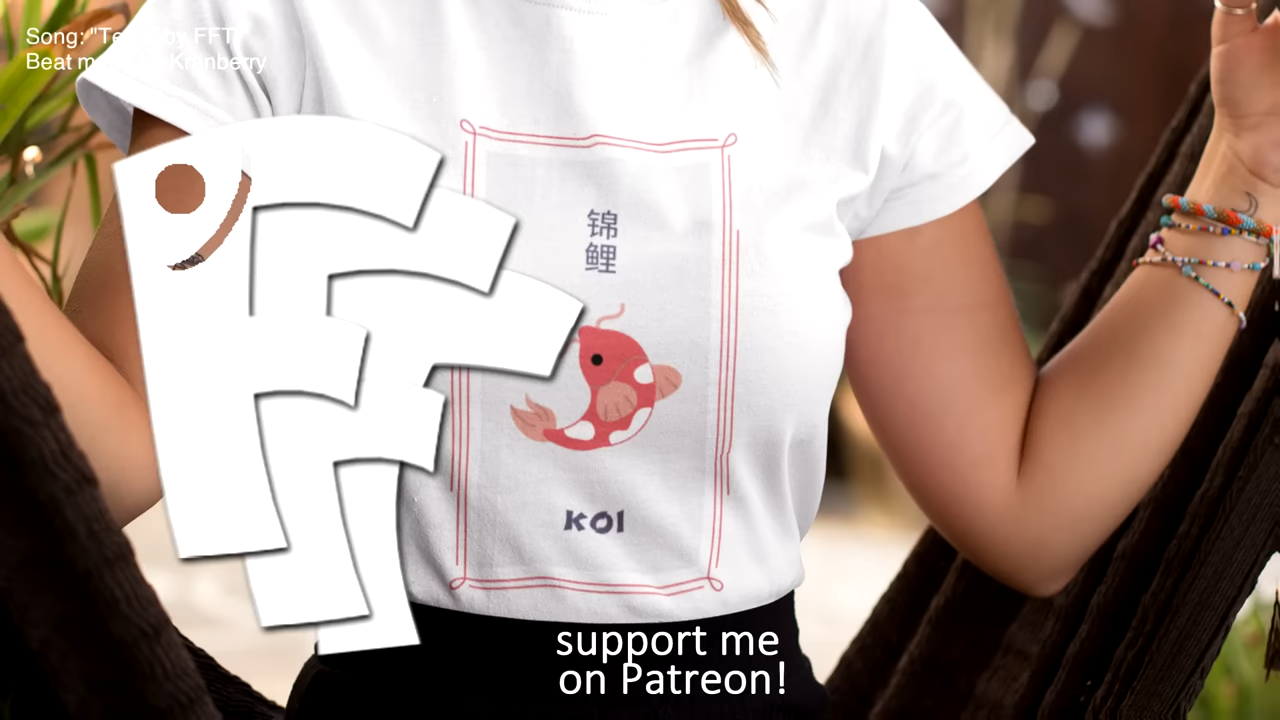 Song: "Te by FFT"
Beat m Kranberry
锦
鲤
KOI
support me
on Patreon!